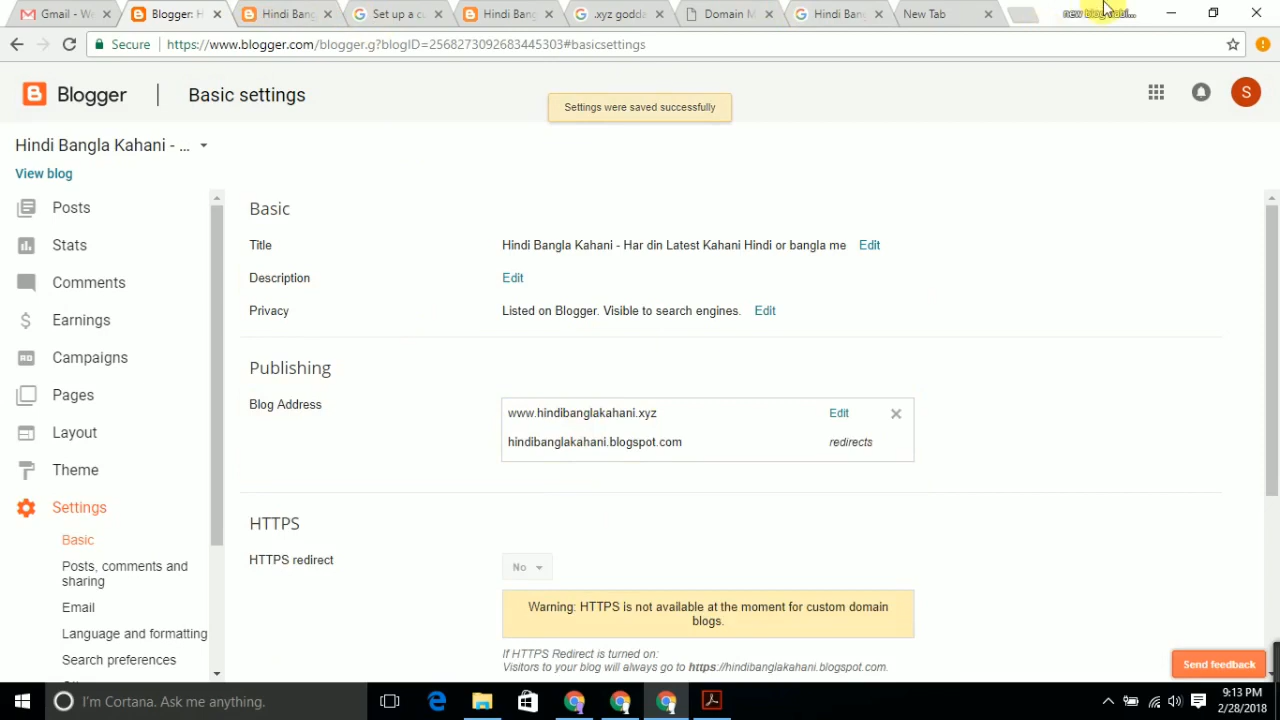 Gmail - W
Blogger: H
Hindi Bang
Set up a cu
Hindi Bang
.xyz godda
Domain M
Hindi Bang
New Tab
Secure
https://www.blogger.com/blogger.g?blogID=2568273092683445303#basicsettings
Blogger
Basic settings
Settings were saved successfully
S
Hindi Bangla Kahani - ...
View blog
Posts
Stats
Comments
Earnings
Campaigns
Pages
Layout
Theme
Settings
Basic
Posts, comments and
sharing
Email
Language and formatting
Search preferences
Basic
Title
Hindi Bangla Kahani - Har din Latest Kahani Hindi or bangla me
Edit
Description
Edit
Privacy
Listed on Blogger. Visible to search engines.
Edit
Publishing
Blog Address
www.hindibanglakahani.xyz
Edit
hindibanglakahani.blogspot.com
redirects
HTTPS
HTTPS redirect
No
Warning: HTTPS is not available at the moment for custom domain
blogs.
If HTTPS Redirect is turned on:
Visitors to your blog will always go to https://hindibanglakahani.blogspot.com.
Send feedback
I'm Cortana. Ask me anything.
9:13 PM
2/28/2018